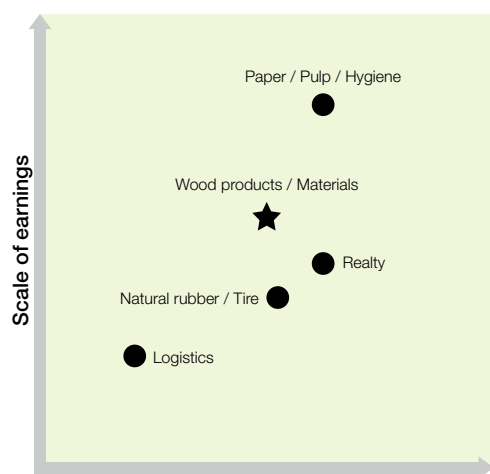 Paper / Pulp / Hygiene
Wood products / Materials
Scale of earnings
Realty
Natural rubber / Tire
Logistics